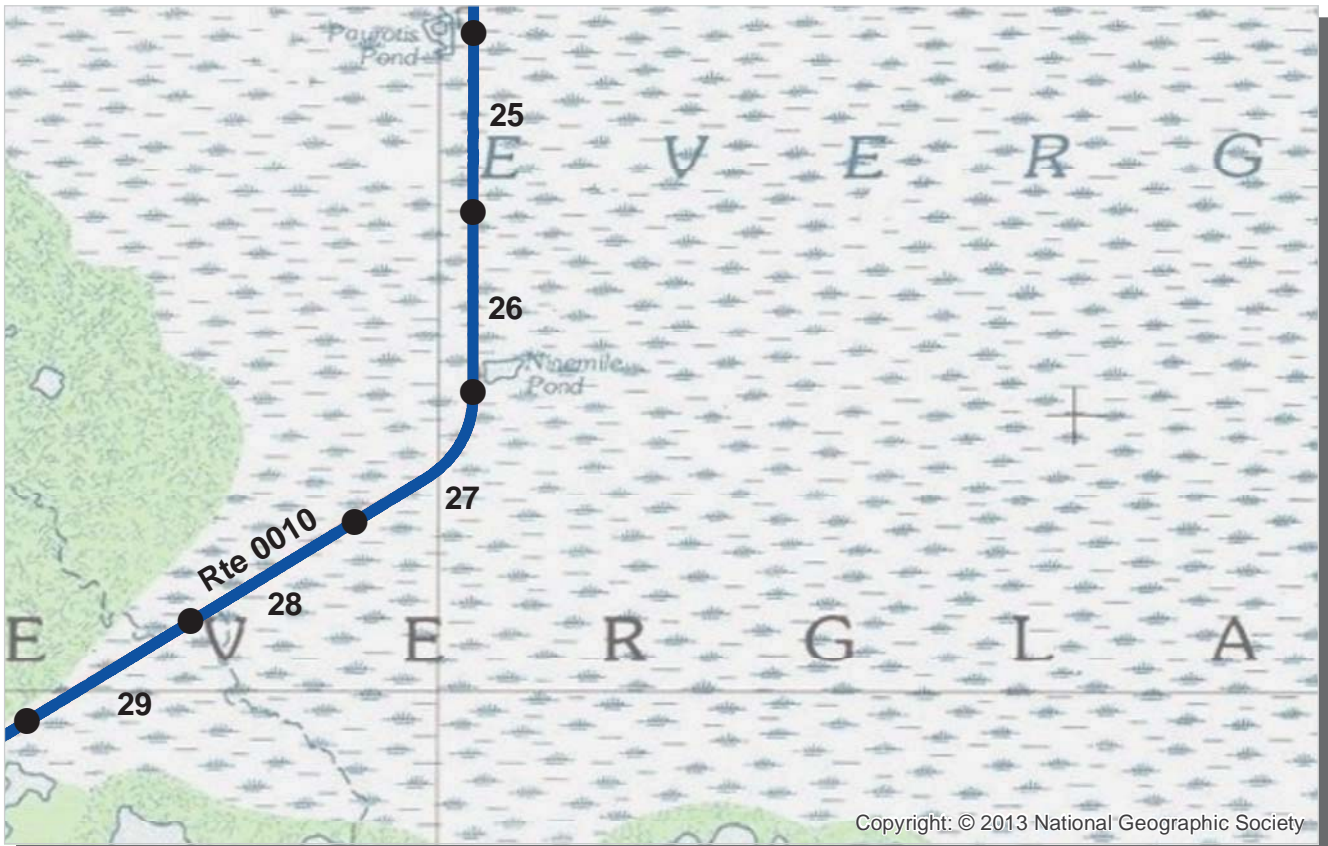 Paurotis
Pond
25
E V E R G
26
Ninemile
Pond
27
Rte 0010
28
E V E R G L A
29
Copyright: © 2013 National Geographic Society